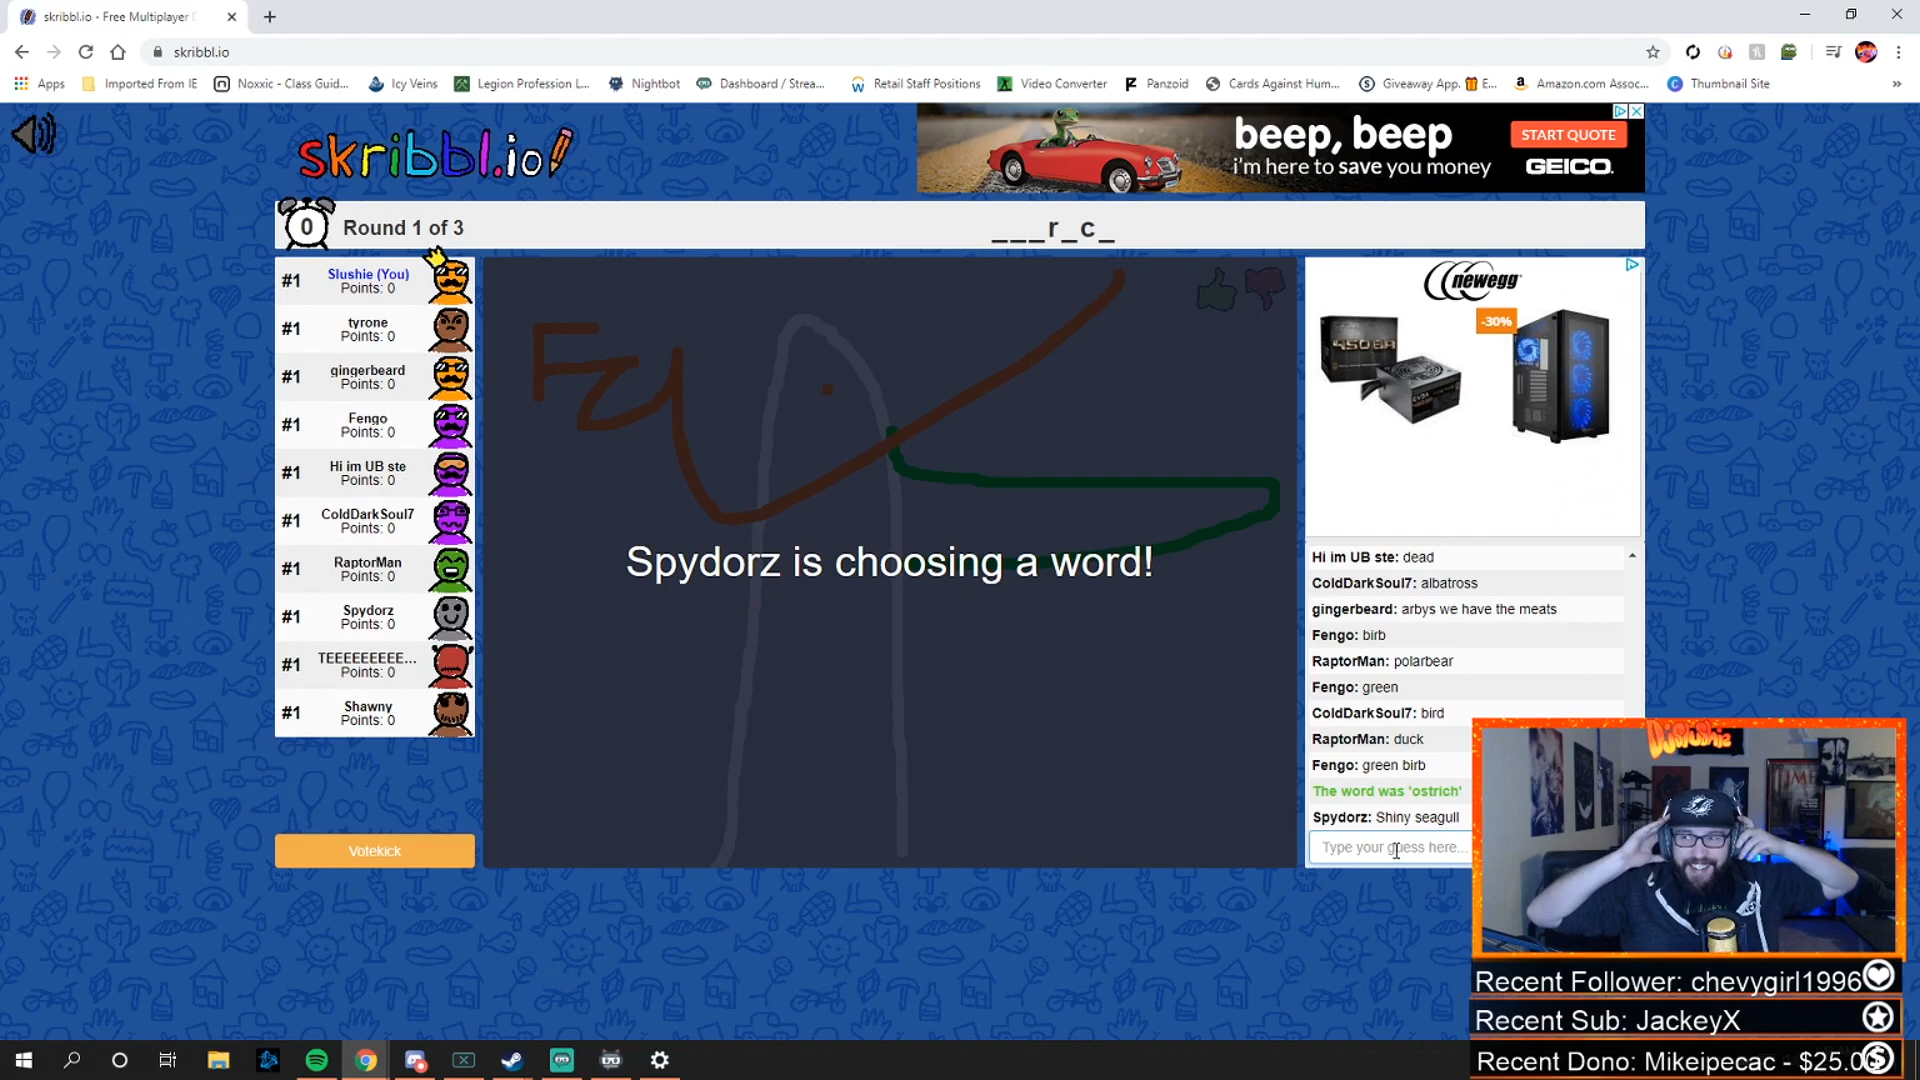 skribbl.io - Free Multiplayer D
skribbl.io
Apps
Imported From IE
Noxxic - Class Guid...
Icy Veins
Legion Profession L...
Nightbot
Dashboard / Strea...
Retail Staff Positions
Video Converter
Panzoid
Cards Against Hum...
Giveaway App. E...
Amazon.com Assoc...
Thumbnail Site
»
skribbl.io
beep, beep
i'm here to save you money
START QUOTE
GEICO.
0
Round 1 of 3
___r_c_
#1 Slushie (You)
Points: 0
#1 tyrone
Points: 0
#1 gingerbeard
Points: 0
#1 Fengo
Points: 0
#1 Hi im UB ste
Points: 0
#1 ColdDarkSoul7
Points: 0
#1 RaptorMan
Points: 0
#1 Spydorz
Points: 0
#1 TEEEEEEEEE...
Points: 0
#1 Shawny
Points: 0
Votekick
Spydorz is choosing a word!
newegg
-30%
450 BR
EVGA
Hi im UB ste: dead
ColdDarkSoul7: albatross
gingerbeard: arbys we have the meats
Fengo: birb
RaptorMan: polarbear
Fengo: green
ColdDarkSoul7: bird
RaptorMan: duck
Fengo: green birb
The word was 'ostrich'
Spydorz: Shiny seagull
Type your guess here...
DjSlushie
TIME
Recent Follower: chevygirl1996
Recent Sub: JackeyX
Recent Dono: Mikeipecac - $25.0